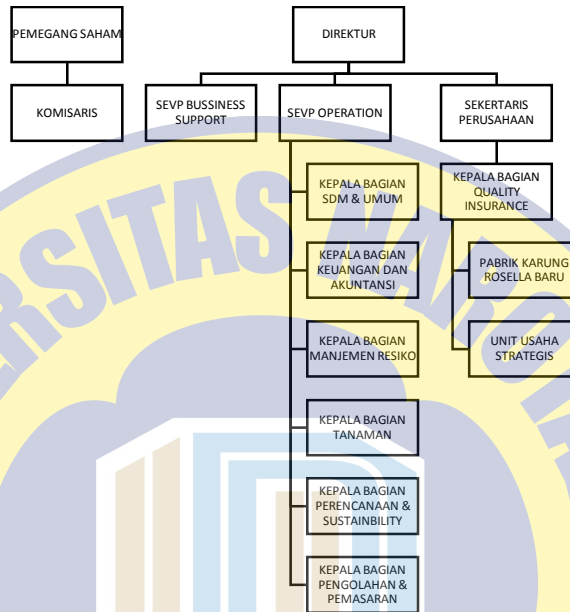 PEMEGANG SAHAM
DIREKTUR
KOMISARIS
SEVP BUSSINESS
SUPPORT
SEVP OPERATION
SEKERTARIS
PERUSAHAAN
KEPALA BAGIAN
SDM & UMUM
KEPALA BAGIAN
QUALITY
INSURANCE
KEPALA BAGIAN
KEUANGAN DAN
AKUNTANSI
PABRIK KARUNG
ROSELLA BARU
KEPALA BAGIAN
MANJEMEN RESIKO
UNIT USAHA
STRATEGIS
KEPALA BAGIAN
TANAMAN
KEPALA BAGIAN
PERENCANAAN &
SUSTAINBILITY
KEPALA BAGIAN
PENGOLAHAN &
PEMASARAN